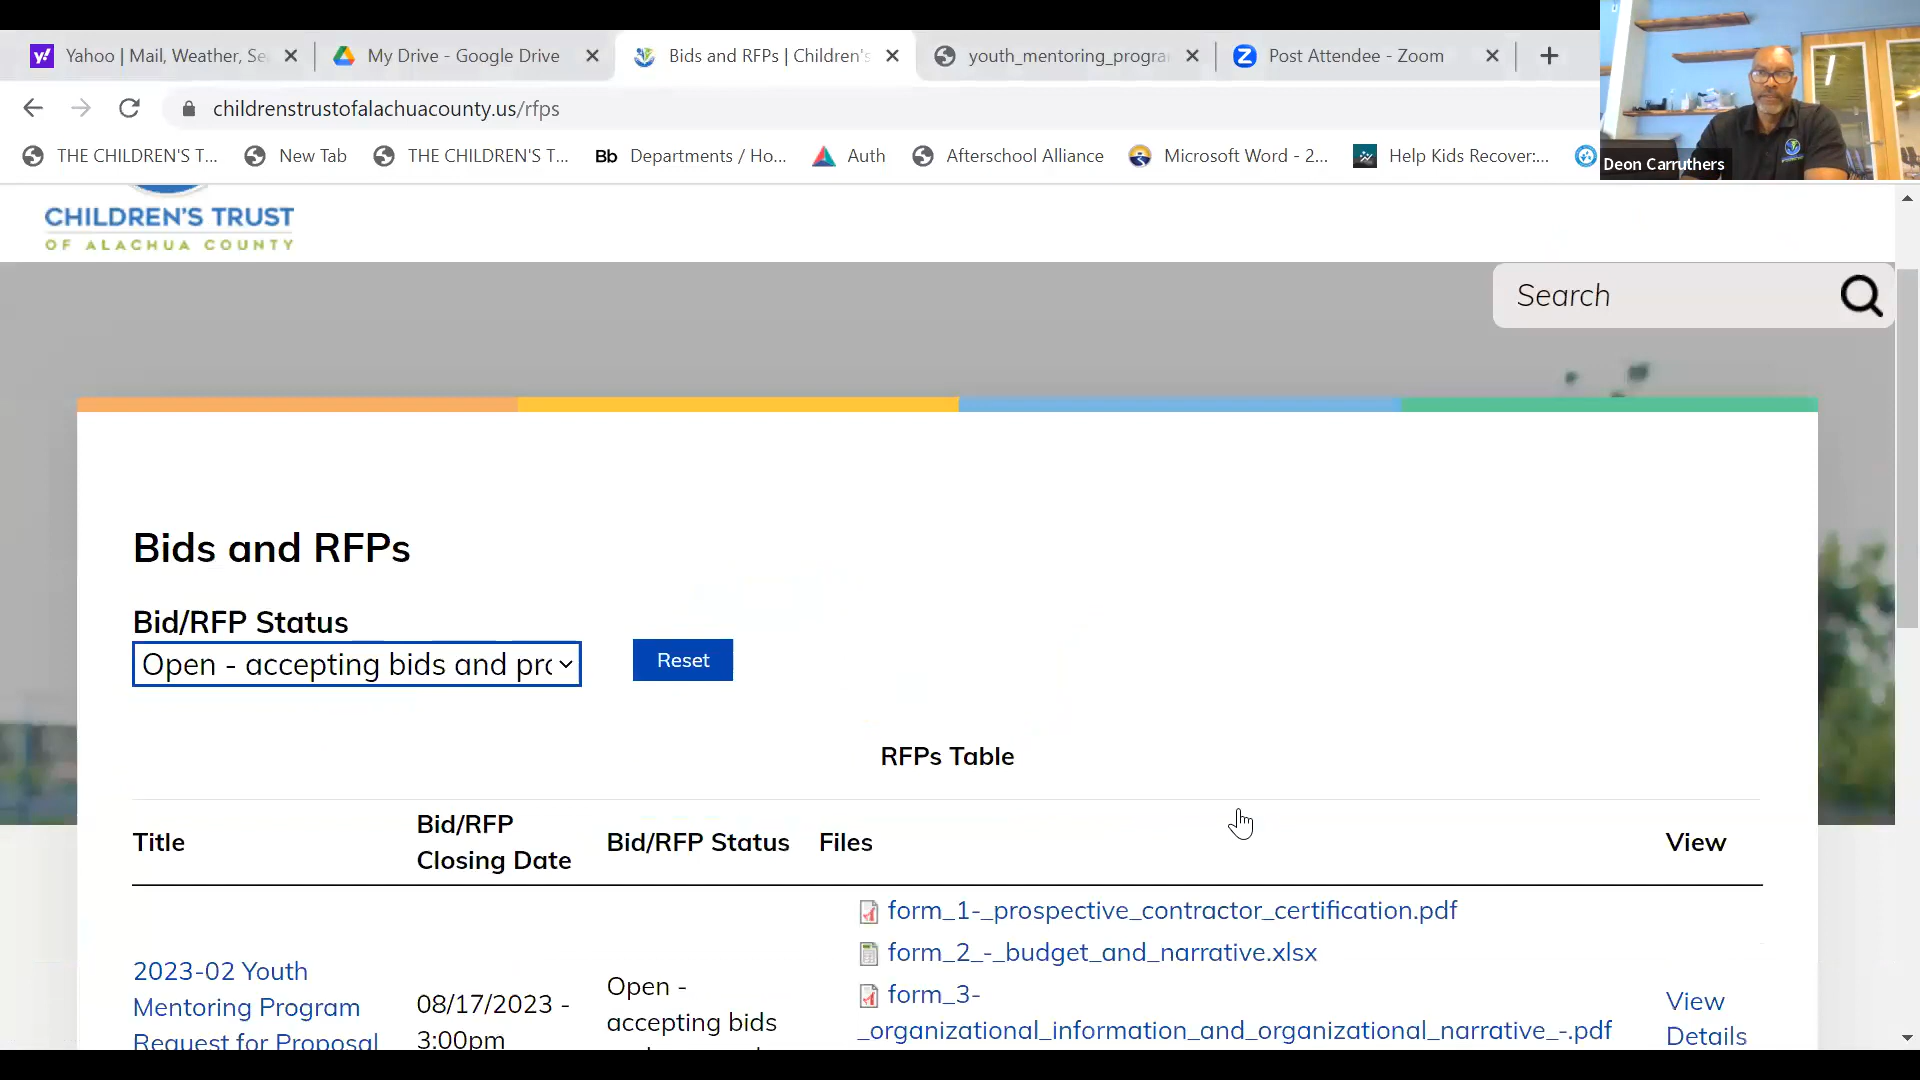 Yahoo | Mail, Weather, Se
My Drive - Google Drive
Bids and RFPs | Children's
youth_mentoring_progra
Post Attendee - Zoom
childrenstrustofalachuacounty.us/rfps
THE CHILDREN'S T...
New Tab
THE CHILDREN'S T...
Bb Departments / Ho...
Auth
Afterschool Alliance
Microsoft Word - 2...
Help Kids Recover:...
Deon Carruthers
CHILDREN'S TRUST
OF ALACHUA COUNTY
Search
Bids and RFPs
Bid/RFP Status
Open - accepting bids and pro
Reset
RFPs Table
Title
Bid/RFP
Closing Date
Bid/RFP Status
Files
View
2023-02 Youth
Mentoring Program
Request for Proposal
08/17/2023 -
3:00pm
Open -
accepting bids
form_1-_prospective_contractor_certification.pdf
form_2_-_budget_and_narrative.xlsx
form_3-
_organizational_information_and_organizational_narrative_-.pdf
View
Details